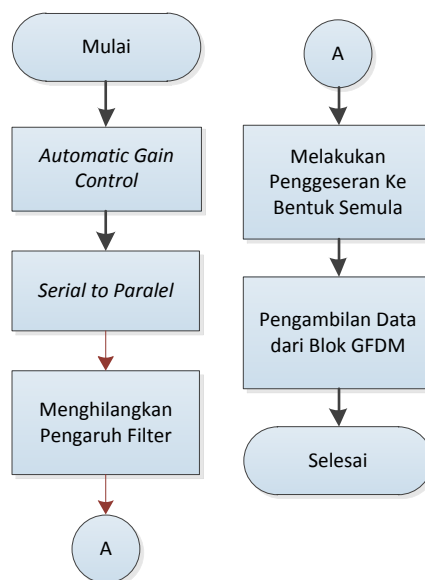 Mulai
Automatic Gain
Control
Serial to Paralel
Menghilangkan
Pengaruh Filter
A
A
Melakukan
Penggeseran Ke
Bentuk Semula
Pengambilan Data
dari Blok GFDM
Selesai